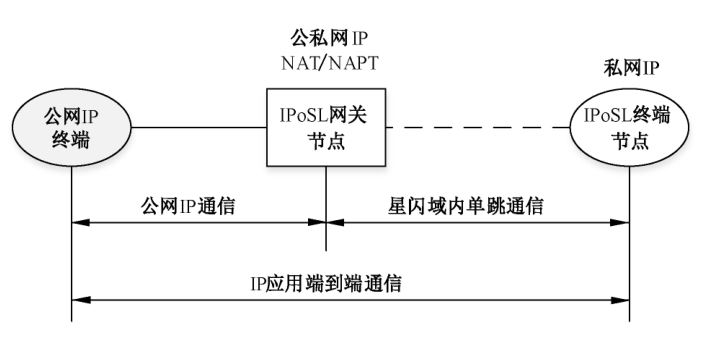 公私网IP
NAT/NAPT
私网IP
公网IP
终端
IPoSL网关
节点
IPoSL终端
节点
公网IP通信
星闪域内单跳通信
IP应用端到端通信